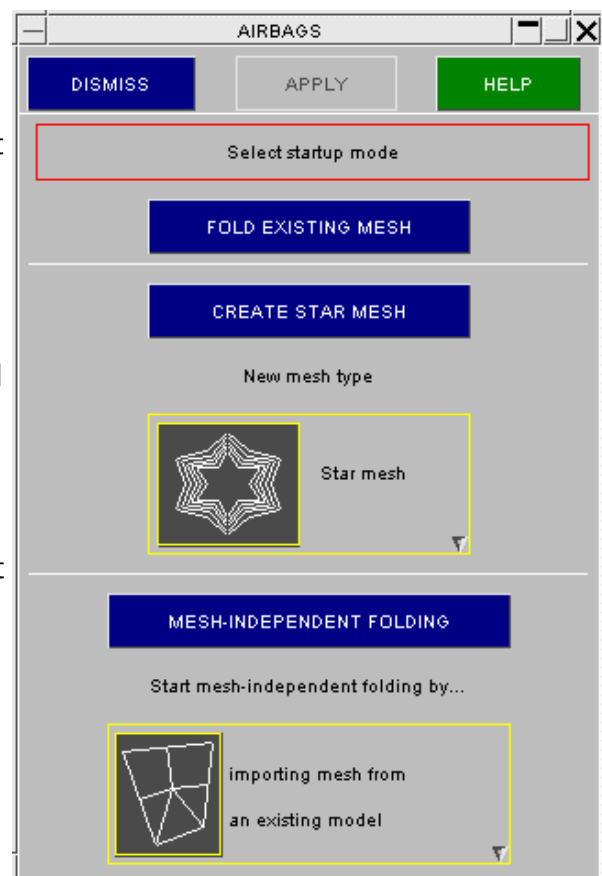 AIRBAGS
DISMISS APPLY HELP
Select startup mode
FOLD EXISTING MESH
CREATE STAR MESH
New mesh type
Star mesh
MESH-INDEPENDENT FOLDING
Start mesh-independent folding by...
importing mesh from
an existing model